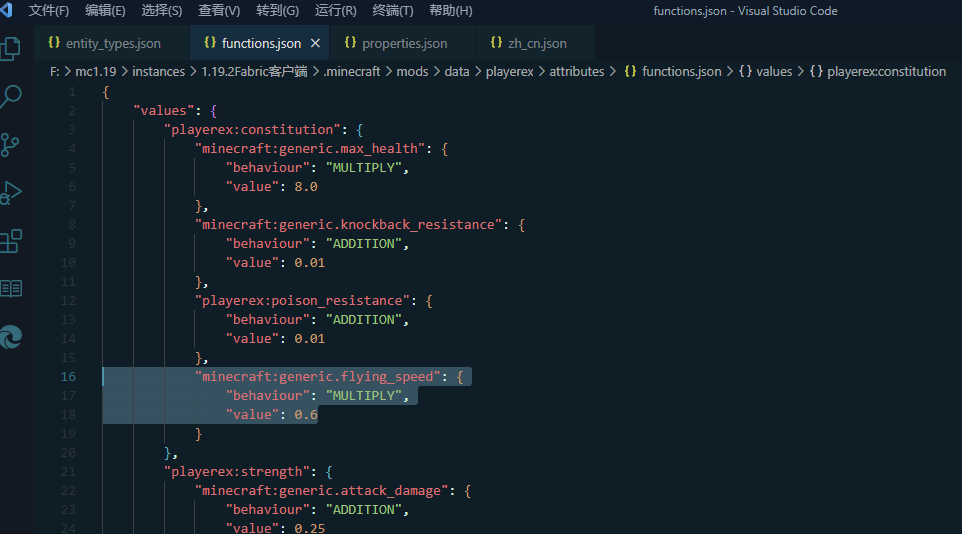 文件(F) 编辑(E) 选择(S) 查看(V) 转到(G) 运行(R) 终端(T) 帮助(H) functions.json - Visual Studio Code
{} entity_types.json {} functions.json × {} properties.json {} zh_cn.json
F: > mc1.19 > instances > 1.19.2Fabric客户端 > .minecraft > mods > data > playerex > attributes > {} functions.json > {} values > {} playerex:constitution
1 {
2 "values": {
3 "playerex:constitution": {
4 "minecraft:generic.max_health": {
5 "behaviour": "MULTIPLY",
6 "value": 8.0
7 },
8 "minecraft:generic.knockback_resistance": {
9 "behaviour": "ADDITION",
10 "value": 0.01
11 },
12 "playerex:poison_resistance": {
13 "behaviour": "ADDITION",
14 "value": 0.01
15 },
16 "minecraft:generic.flying_speed": {
17 "behaviour": "MULTIPLY",
18 "value": 0.6
19 }
20 },
21 "playerex:strength": {
22 "minecraft:generic.attack_damage": {
23 "behaviour": "ADDITION",
24 "value": 0.25